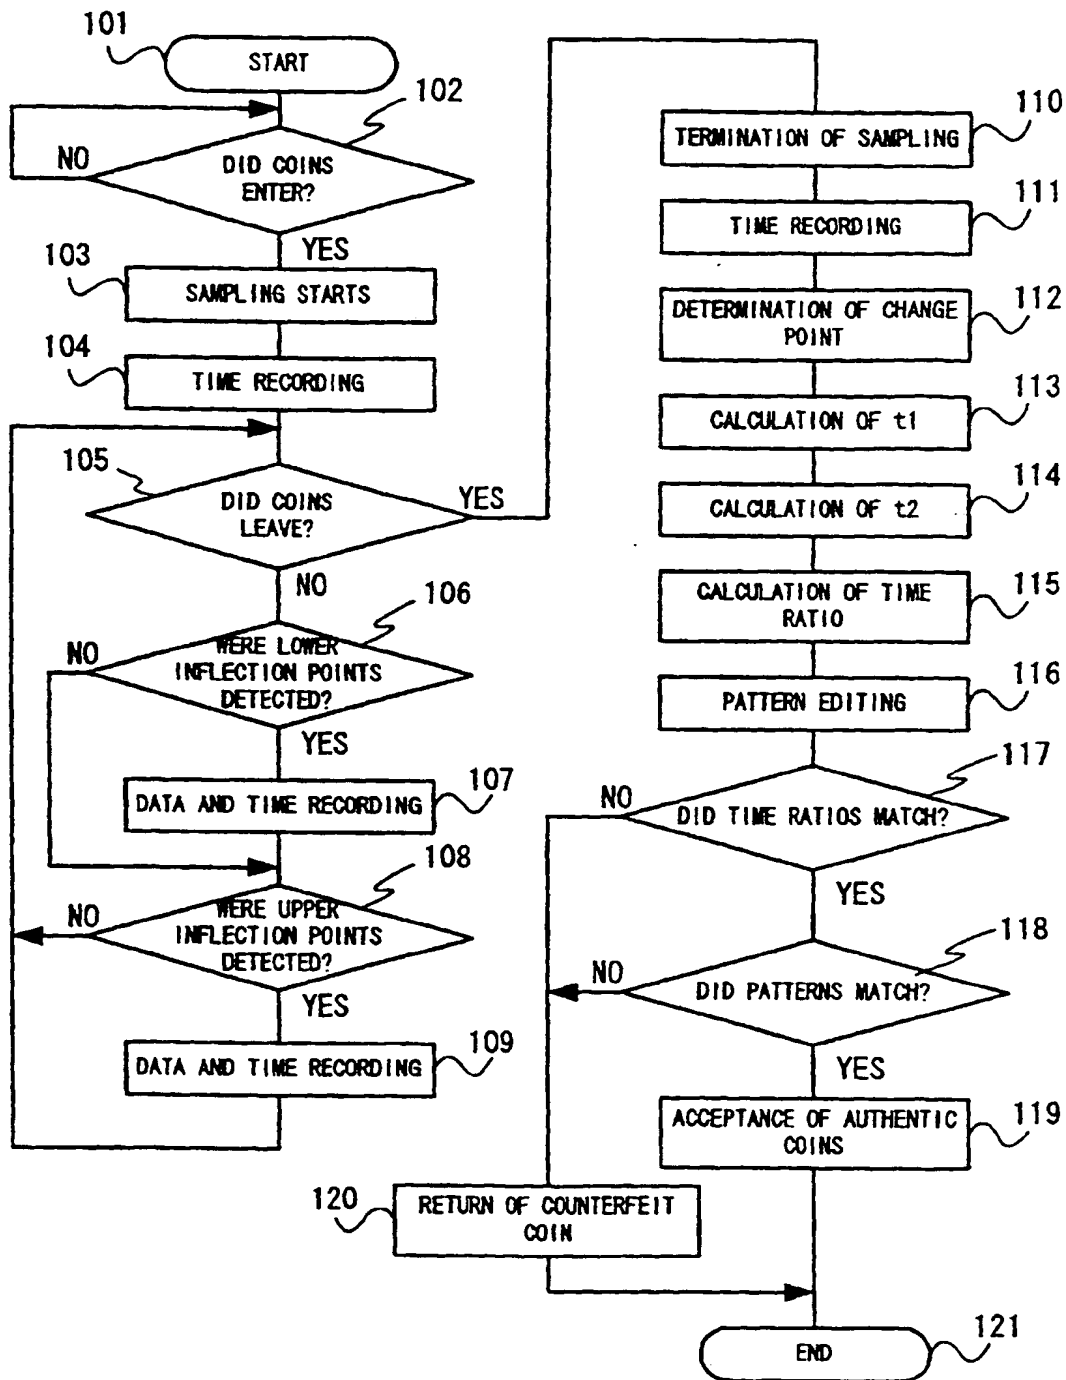 101
START
102
NO
DID COINS
ENTER?
YES
103
SAMPLING STARTS
104
TIME RECORDING
105
DID COINS
LEAVE?
YES
NO
106
NO
WERE LOWER
INFLECTION POINTS
DETECTED?
YES
DATA AND TIME RECORDING
107
108
NO
WERE UPPER
INFLECTION POINTS
DETECTED?
YES
DATA AND TIME RECORDING
109
110
TERMINATION OF SAMPLING
111
TIME RECORDING
112
DETERMINATION OF CHANGE
POINT
113
CALCULATION OF t1
114
CALCULATION OF t2
115
CALCULATION OF TIME
RATIO
116
PATTERN EDITING
117
NO
DID TIME RATIOS MATCH?
YES
118
NO
DID PATTERNS MATCH?
YES
ACCEPTANCE OF AUTHENTIC
COINS
119
120
RETURN OF COUNTERFEIT
COIN
END
121